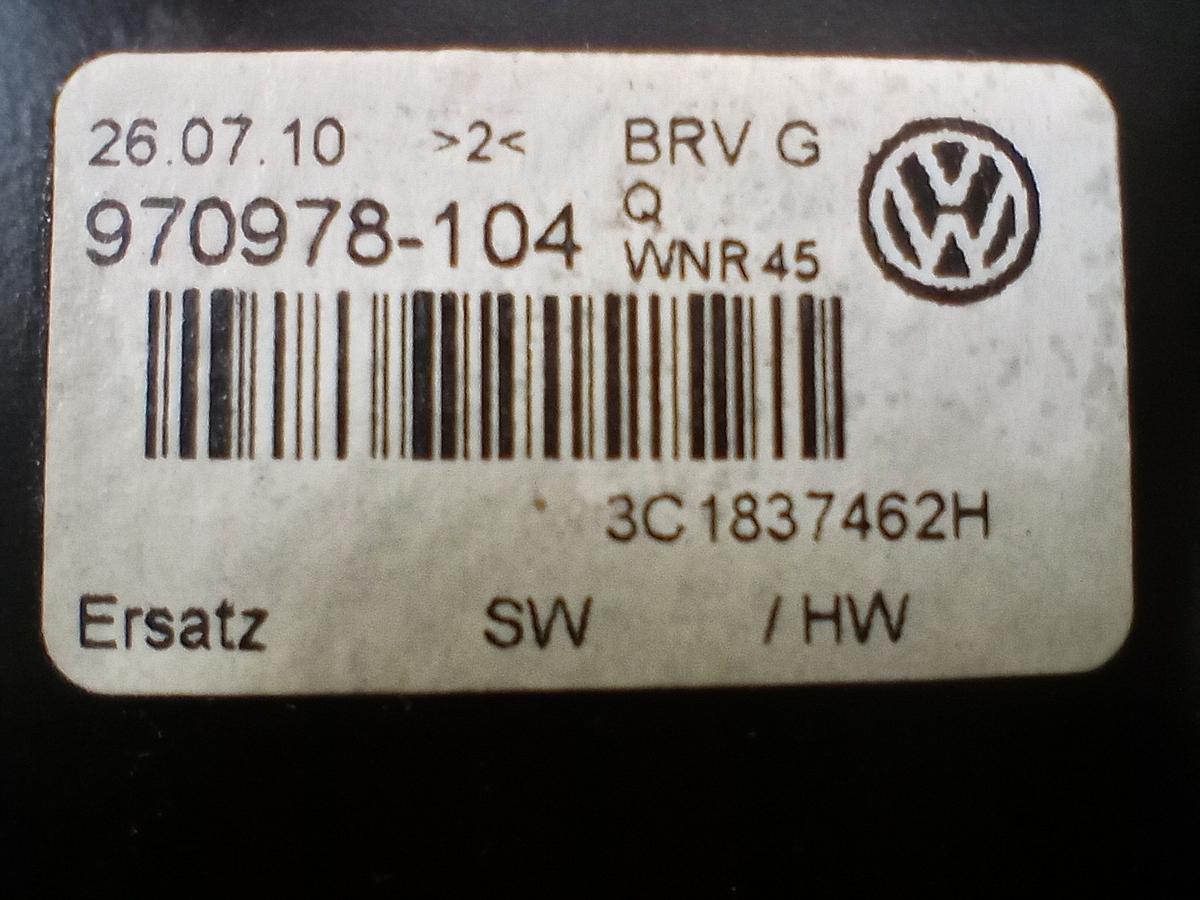 26.07.10 >2< BRV G
Q
970978-104 WNR 45
3C1837462H
Ersatz SW / HW